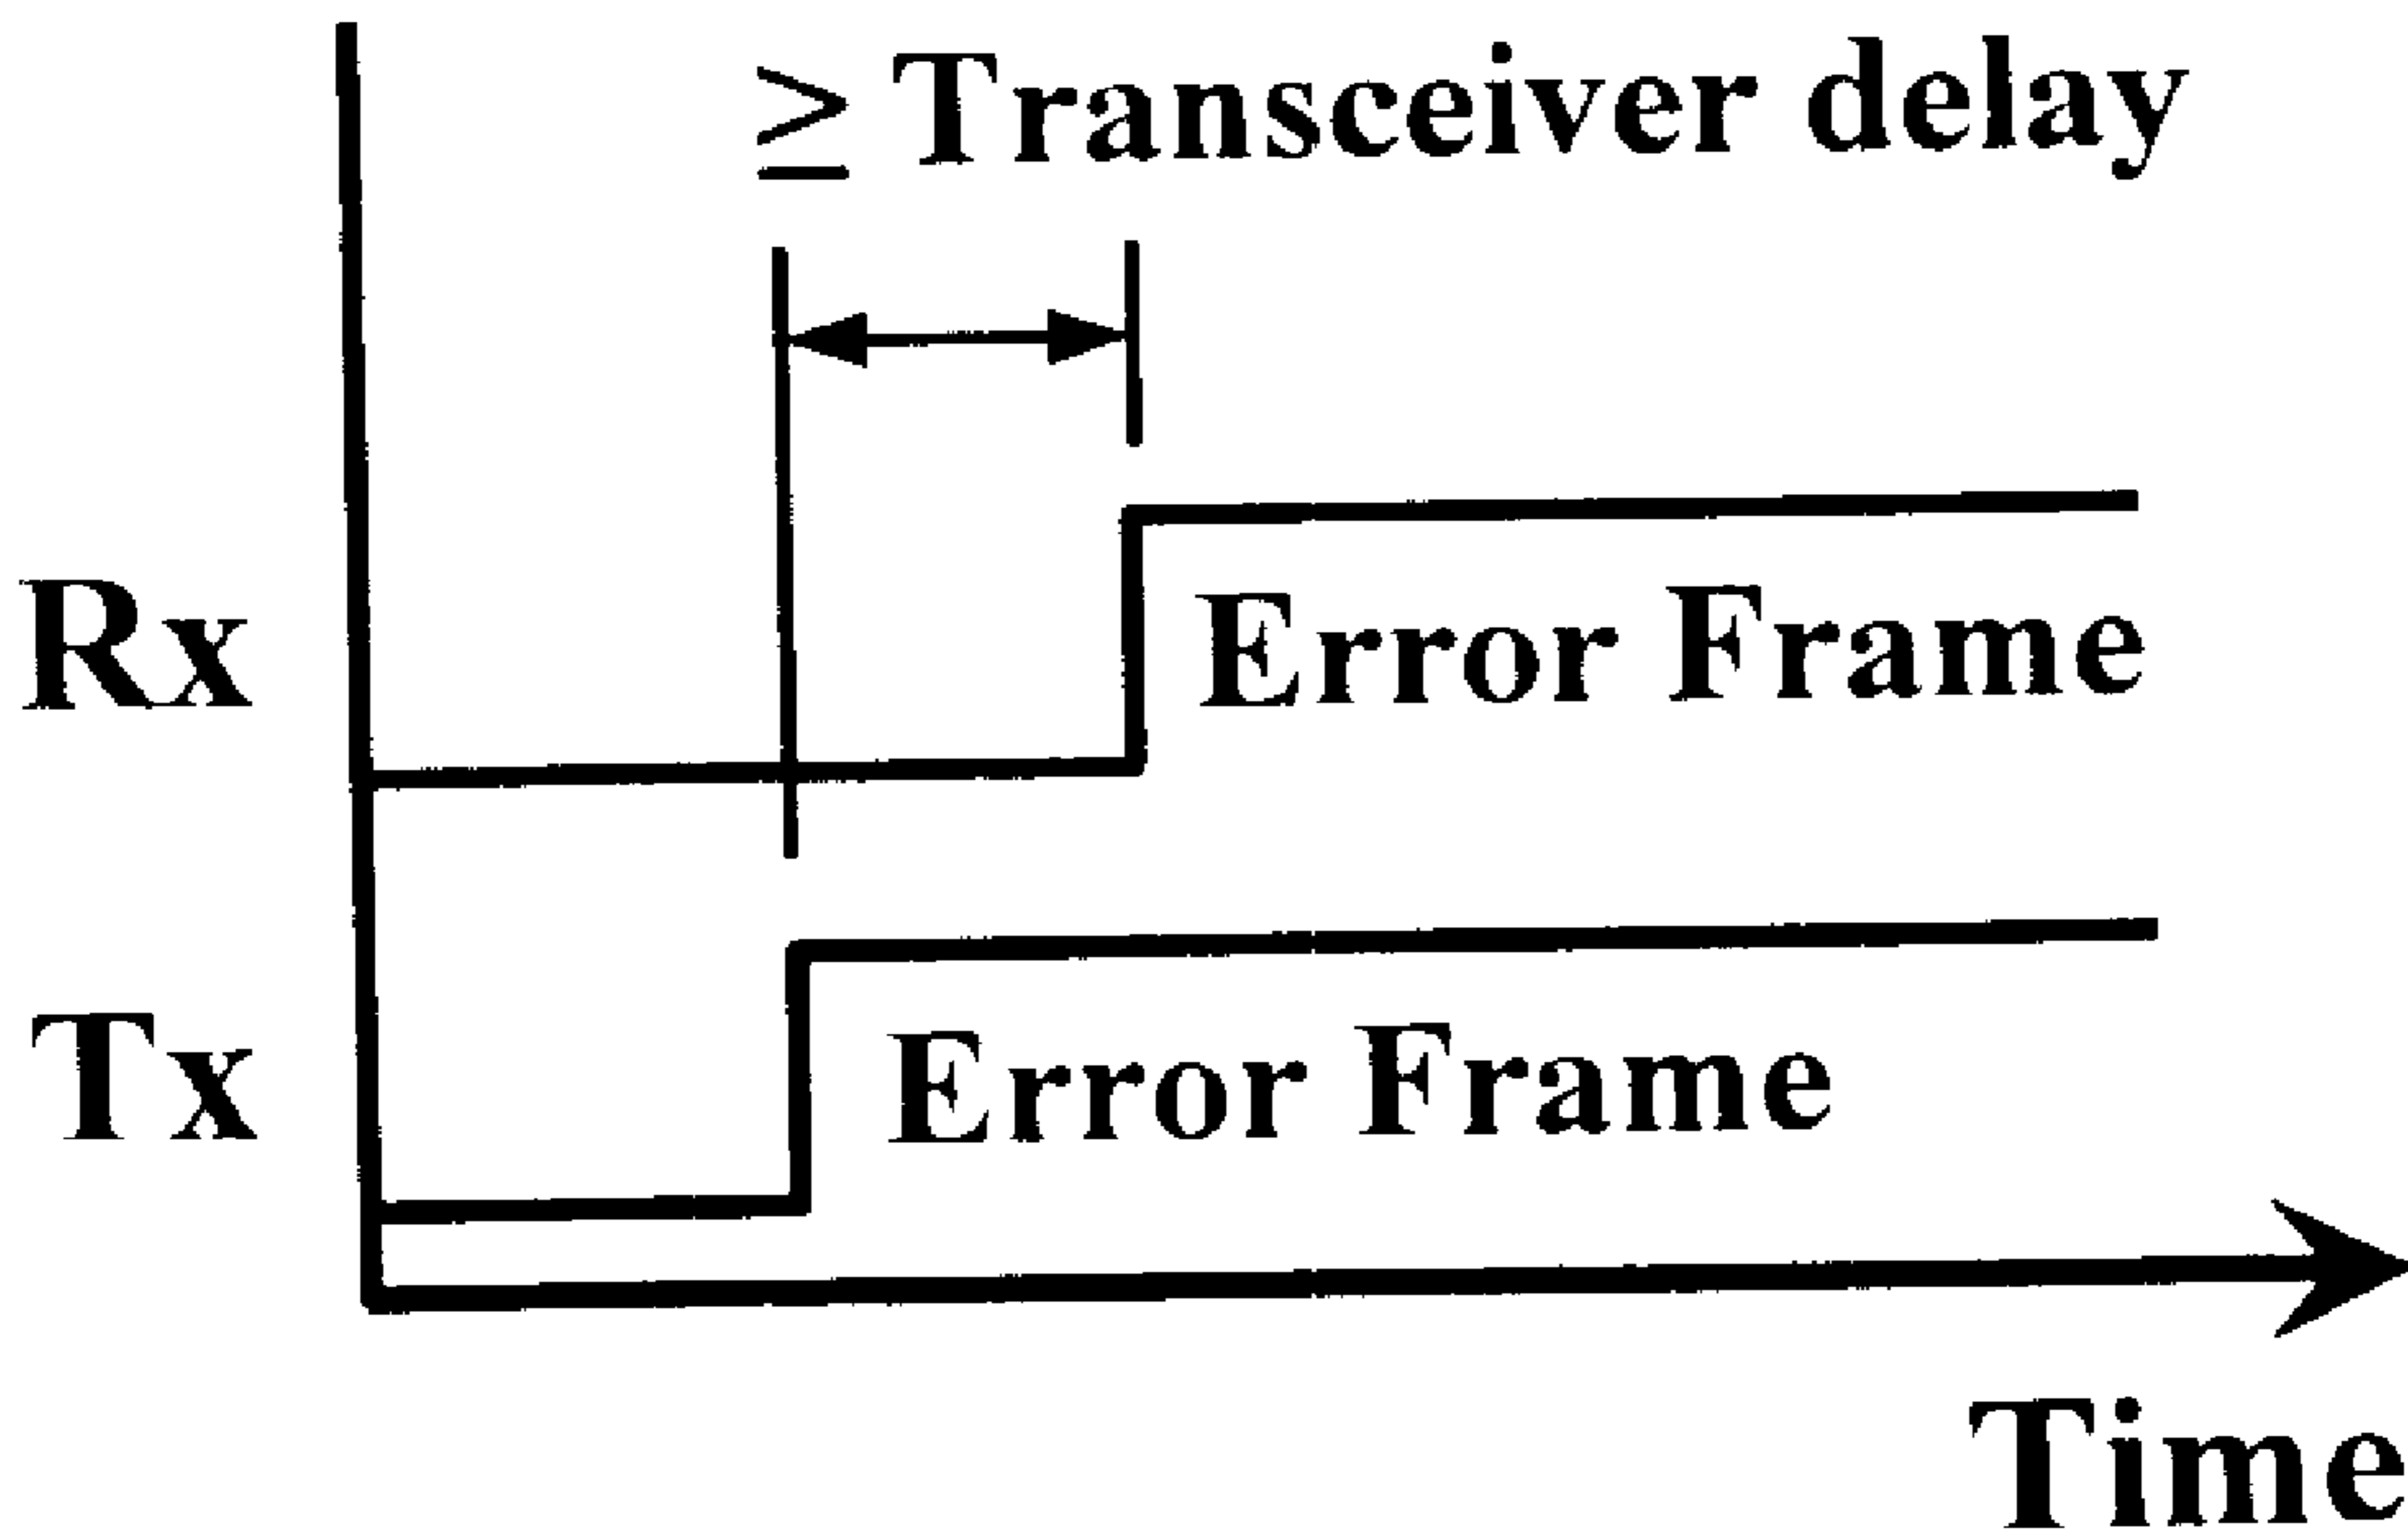 ≥ Transceiver delay
Rx
Error Frame
Tx
Error Frame
Time